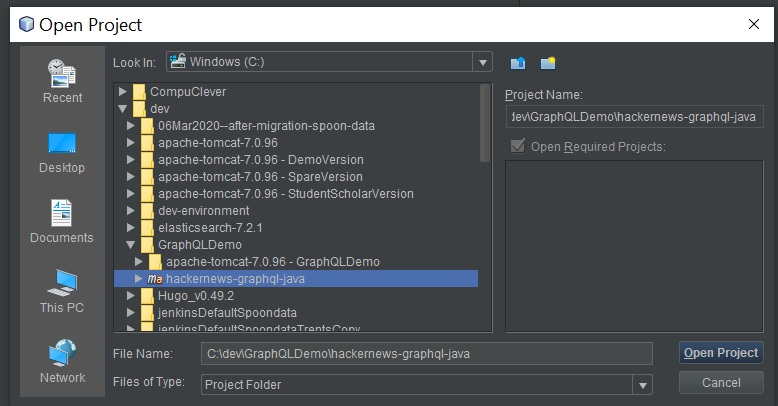 Open Project
Look In:
Windows (C:)
Recent
Desktop
Documents
This PC
Network
CompuClever
dev
06Mar2020--after-migration-spoon-data
apache-tomcat-7.0.96
apache-tomcat-7.0.96 - DemoVersion
apache-tomcat-7.0.96 - SpareVersion
apache-tomcat-7.0.96 - StudentScholarVersion
dev-environment
elasticsearch-7.2.1
GraphQLDemo
apache-tomcat-7.0.96 - GraphQLDemo
ma hackernews-graphql-java
Hugo_v0.49.2
jenkinsDefaultSpoondata
jenkinsDefaultSpoondataTrentsCopy
Project Name:
dev\GraphQLDemo\hackernews-graphql-java
Open Required Projects:
File Name:
C:\dev\GraphQLDemo\hackernews-graphql-java
Files of Type:
Project Folder
Open Project
Cancel